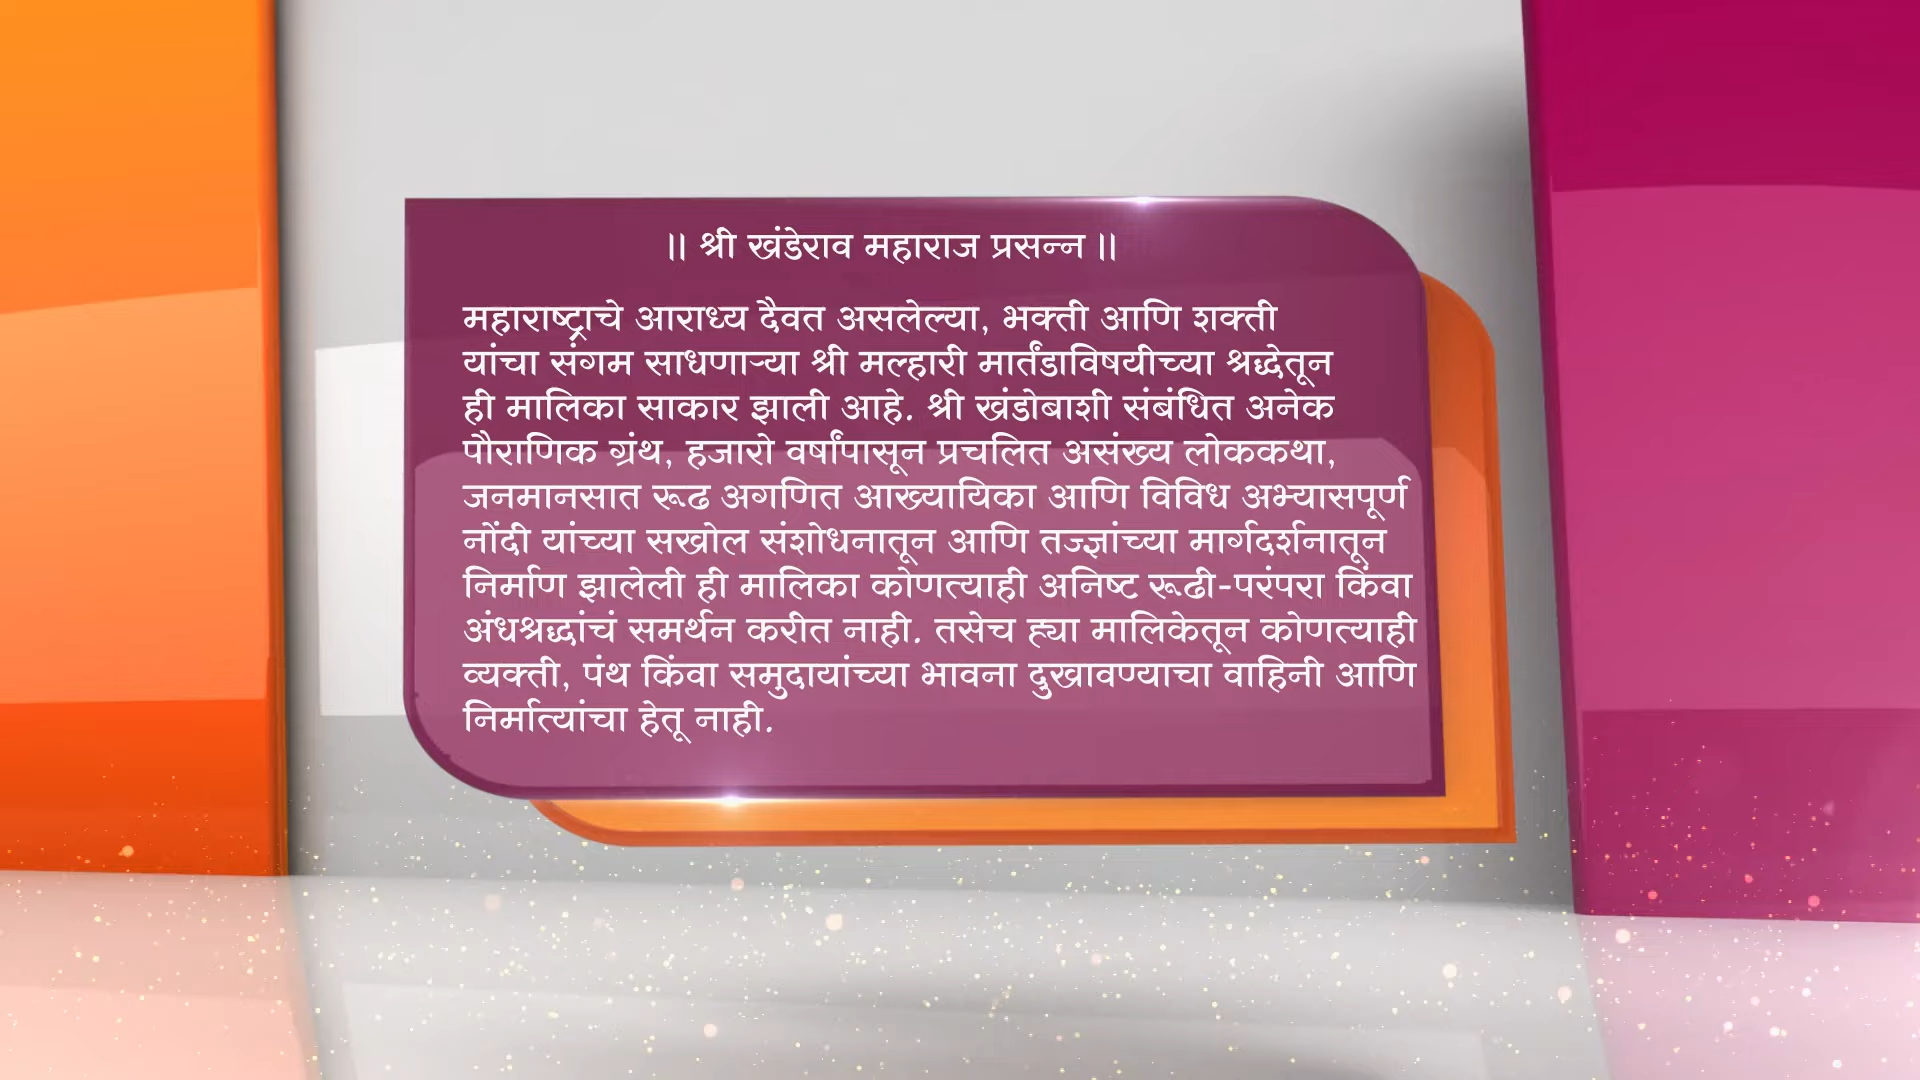 ॥ श्री खंडेराव महाराज प्रसन्न ॥
महाराष्ट्राचे आराध्य दैवत असलेल्या, भक्ती आणि शक्ती
यांचा संगम साधणाऱ्या श्री मल्हारी मार्तंडाविषयीच्या श्रद्धेतून
ही मालिका साकार झाली आहे. श्री खंडोबाशी संबंधित अनेक
पौराणिक ग्रंथ, हजारो वर्षांपासून प्रचलित असंख्य लोककथा,
जनमानसात रूढ अगणित आख्यायिका आणि विविध अभ्यासपूर्ण
नोंदी यांच्या सखोल संशोधनातून आणि तज्ज्ञांच्या मार्गदर्शनातून
निर्माण झालेली ही मालिका कोणत्याही अनिष्ट रूढी-परंपरा किंवा
अंधश्रद्धांचं समर्थन करीत नाही. तसेच ह्या मालिकेतून कोणत्याही
व्यक्ती, पंथ किंवा समुदायांच्या भावना दुखावण्याचा वाहिनी आणि
निर्मात्यांचा हेतू नाही.